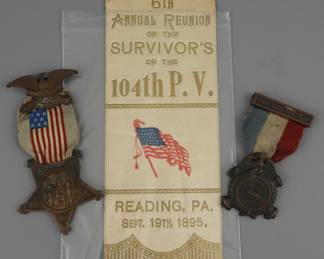 6TH
ANNUAL REUNION
OF THE
SURVIVOR'S
OF THE
104th P.V.
READING, PA.
SEPT. 19TH, 1895.